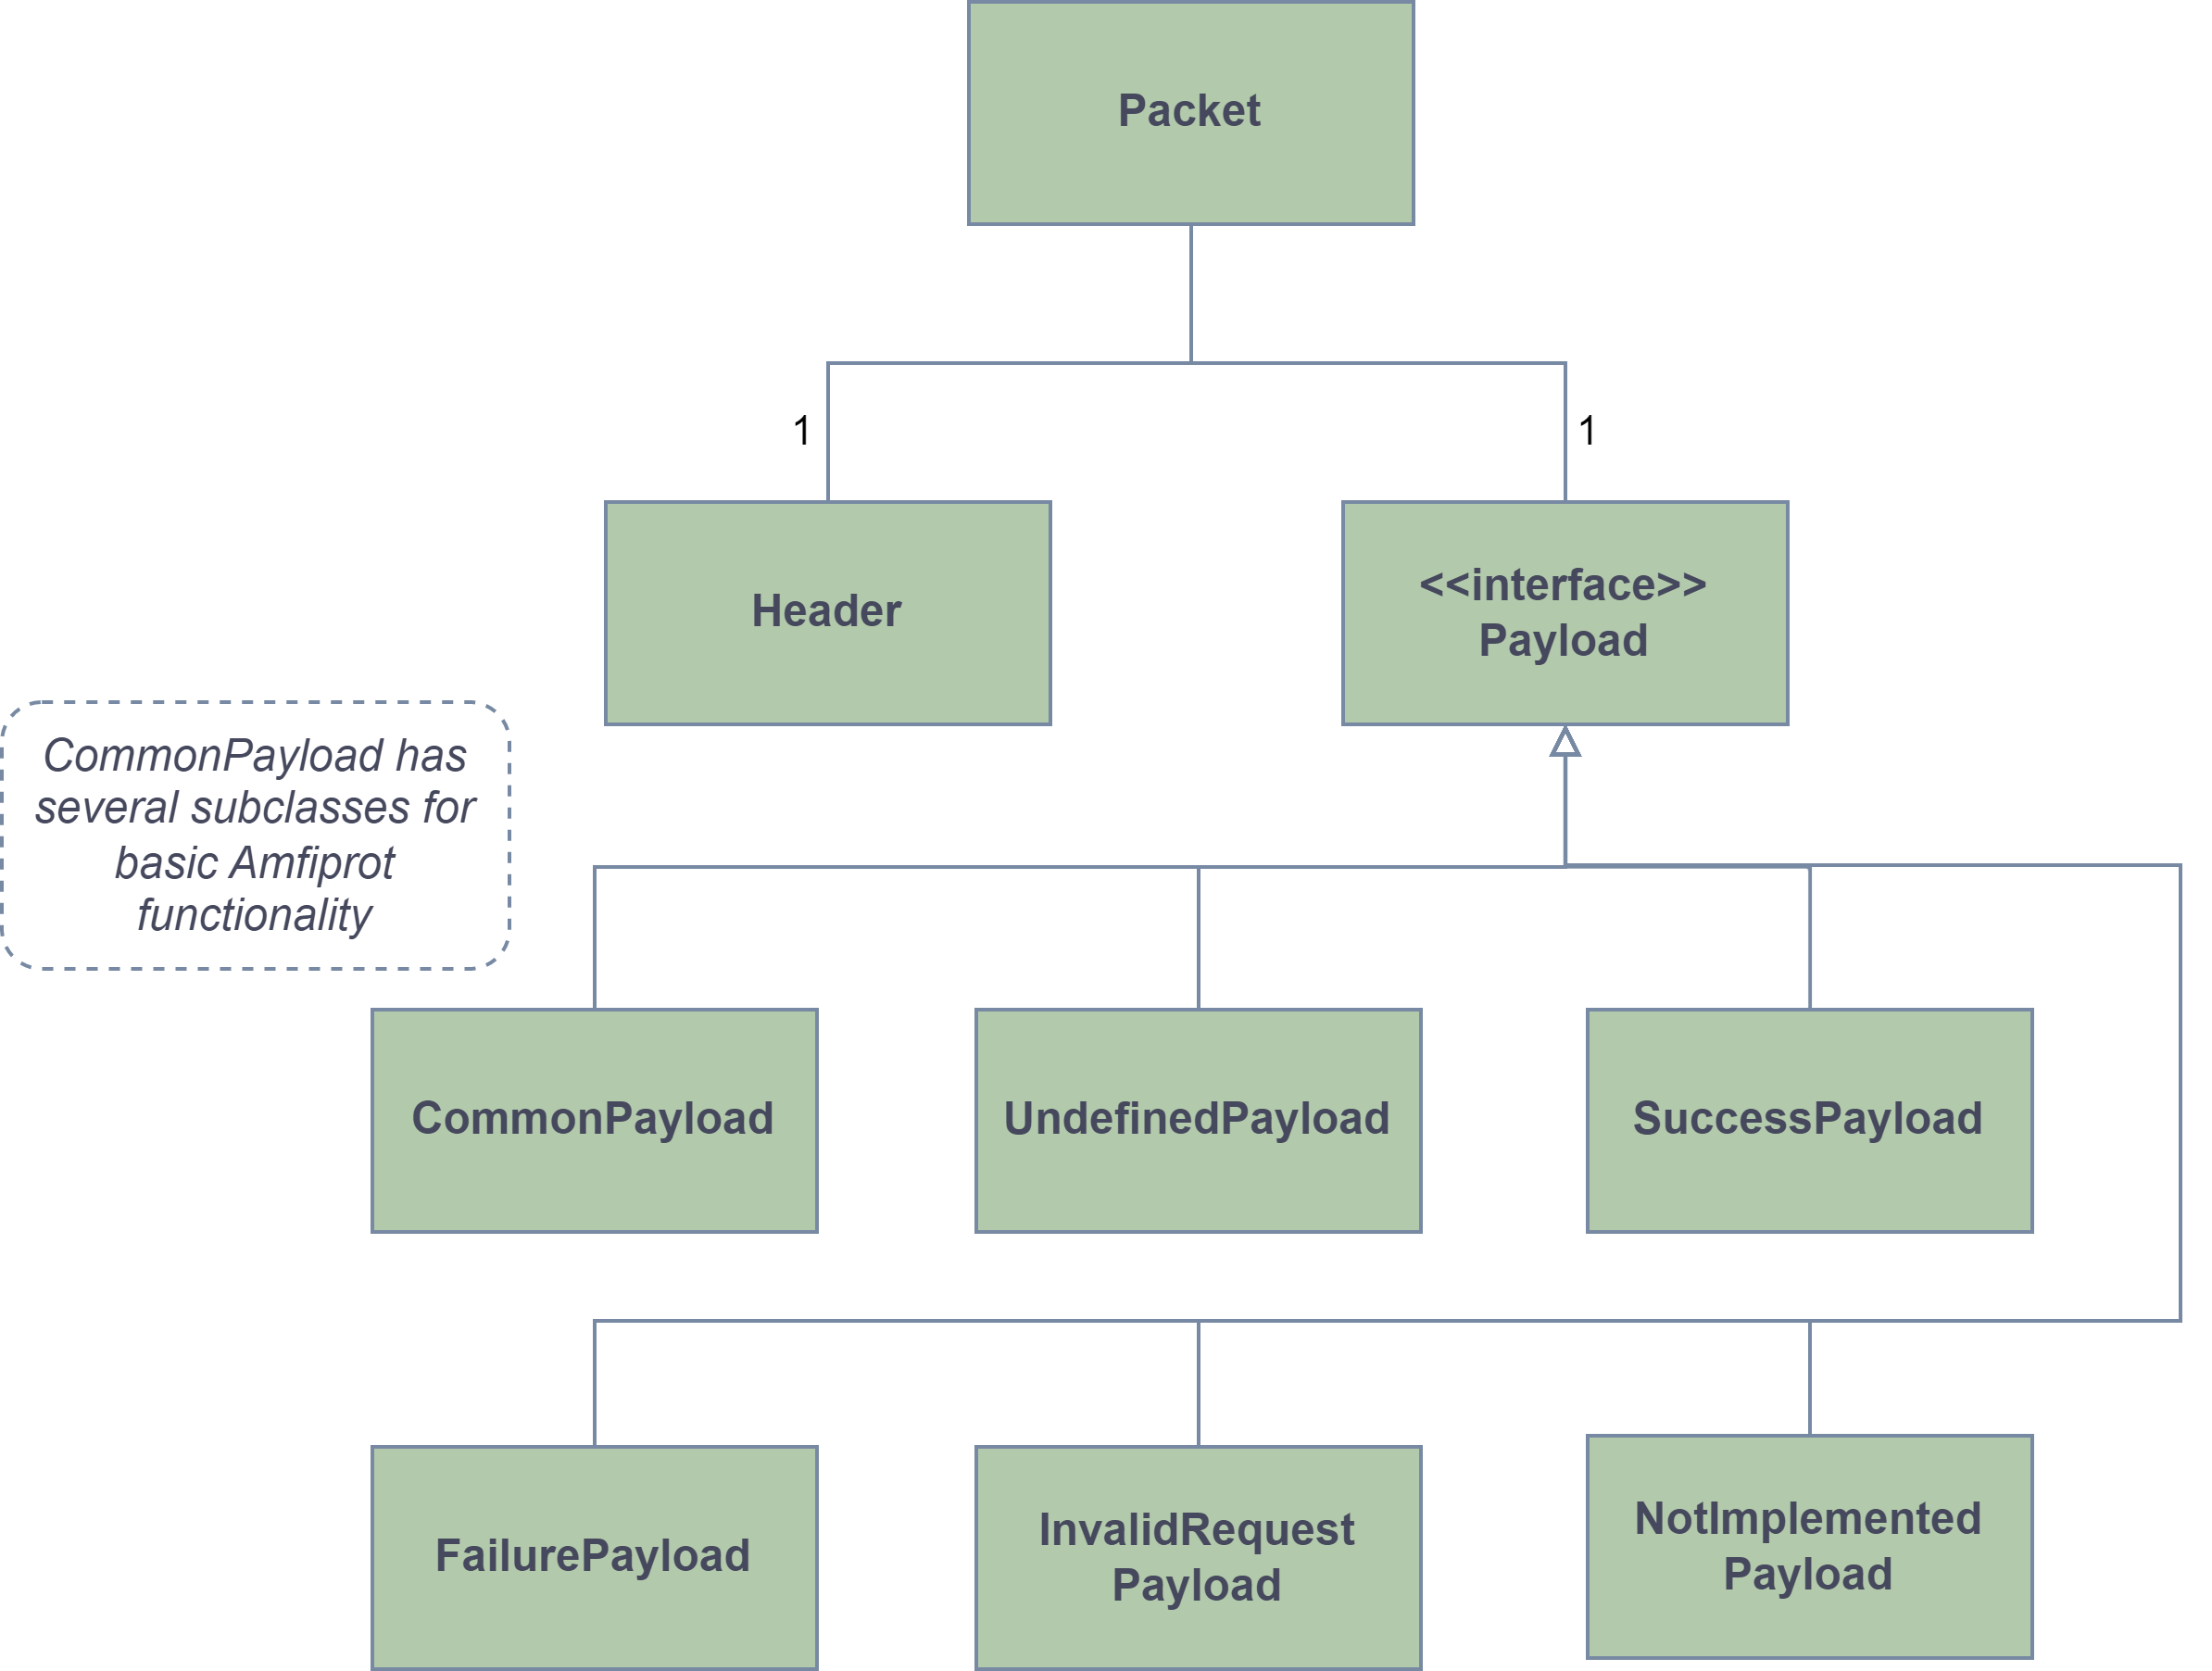 Packet
1
1
Header
<<interface>>
Payload
CommonPayload has
several subclasses for
basic Amfiprot
functionality
CommonPayload
UndefinedPayload
SuccessPayload
FailurePayload
InvalidRequest
Payload
NotImplemented
Payload